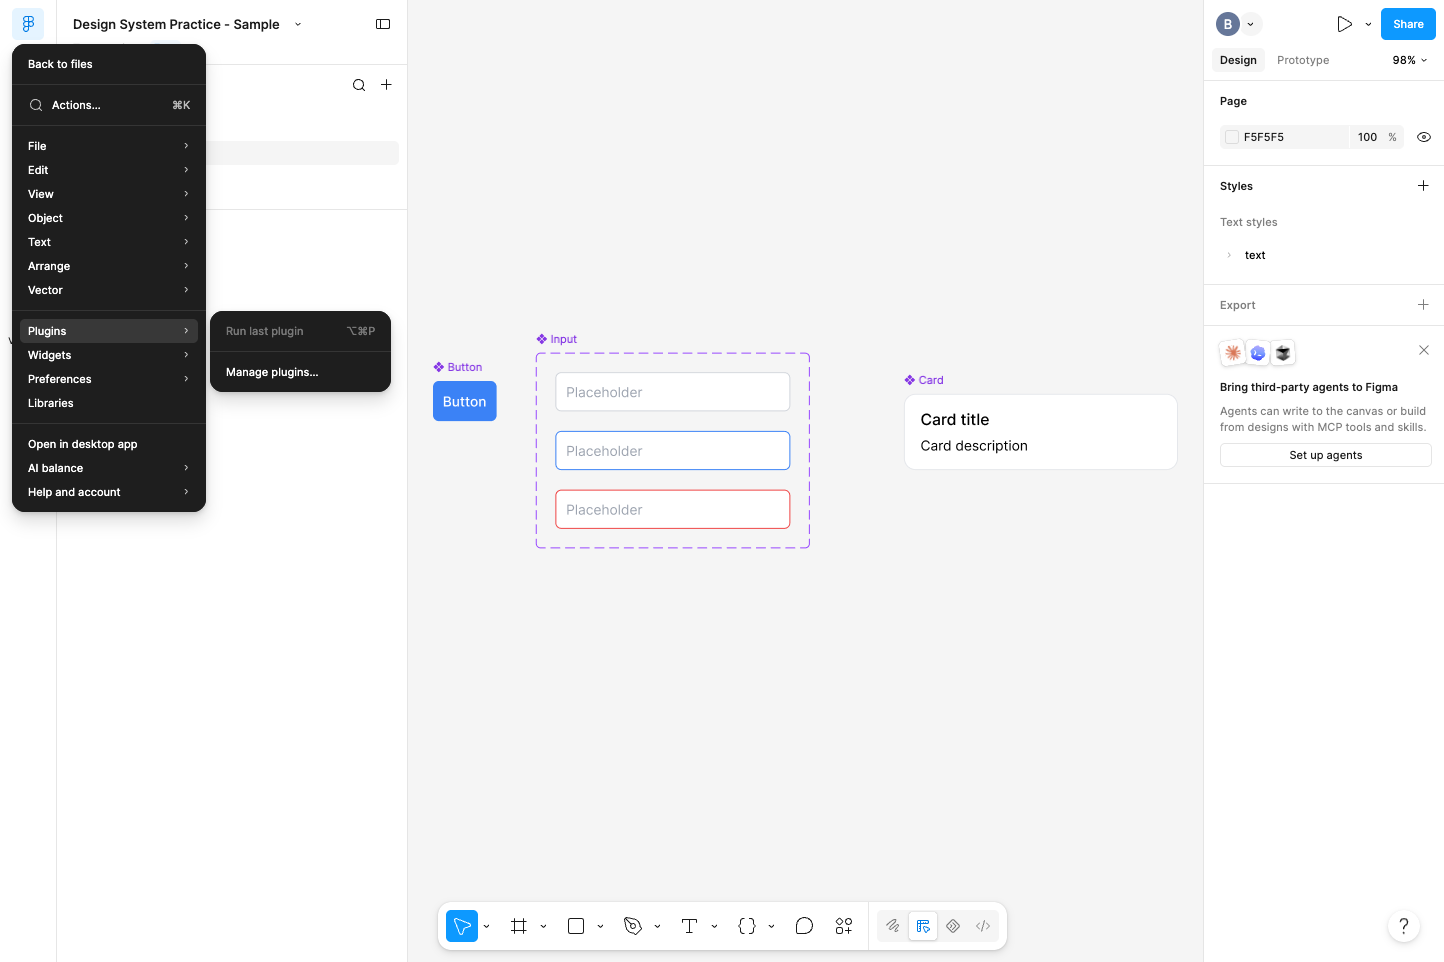 Design System Practice - Sample
Back to files
Actions... ⌘K
File
Edit
View
Object
Text
Arrange
Vector
Plugins
Widgets
Preferences
Libraries
Open in desktop app
AI balance
Help and account
Run last plugin ⌥⌘P
Manage plugins...
Button
Button
Input
Placeholder
Placeholder
Placeholder
Card
Card title
Card description
B
Share
Design Prototype 98%
Page
F5F5F5 100 %
Styles
Text styles
text
Export
Bring third-party agents to Figma
Agents can write to the canvas or build
from designs with MCP tools and skills.
Set up agents
?